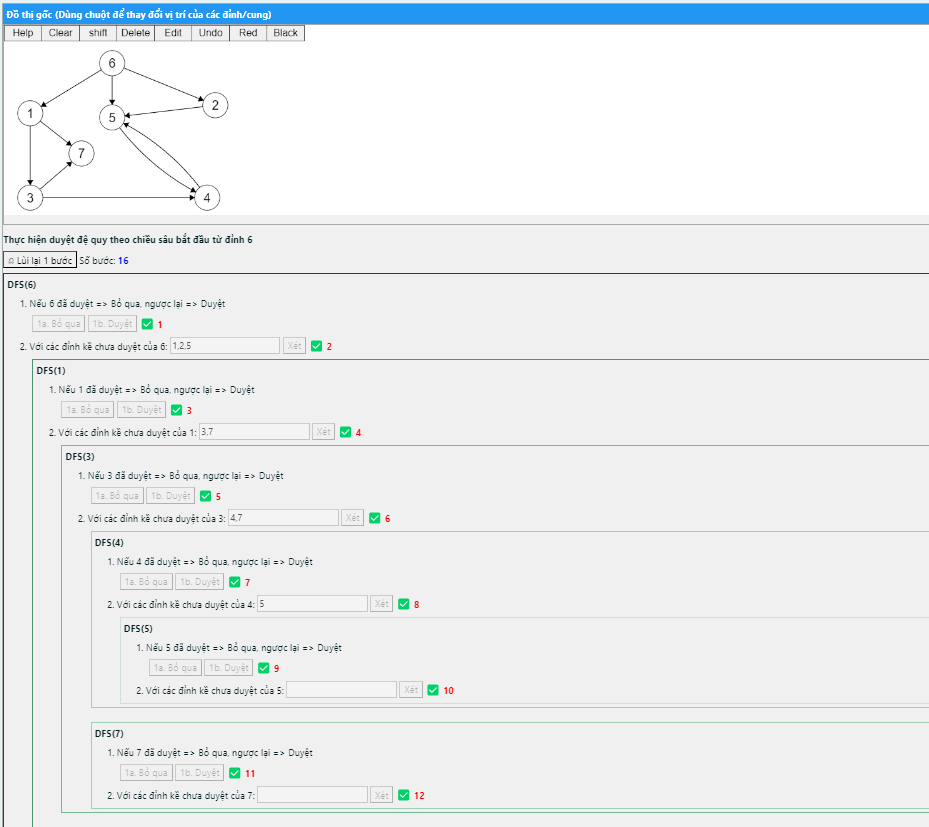 Đồ thị gốc (Dùng chuột để thay đổi vị trí của các đỉnh/cung)
Help Clear shift Delete Edit Undo Red Black
6
2
1
5
7
3
4
Thực hiện duyệt đệ quy theo chiều sâu bắt đầu từ đỉnh 6
Lùi lại 1 bước Số bước: 16
DFS(6)
1. Nếu 6 đã duyệt => Bỏ qua, ngược lại => Duyệt
1a. Bỏ qua 1b. Duyệt 1
2. Với các đỉnh kề chưa duyệt của 6: 1,2,5 Xét 2
DFS(1)
1. Nếu 1 đã duyệt => Bỏ qua, ngược lại => Duyệt
1a. Bỏ qua 1b. Duyệt 3
2. Với các đỉnh kề chưa duyệt của 1: 3,7 Xét 4
DFS(3)
1. Nếu 3 đã duyệt => Bỏ qua, ngược lại => Duyệt
1a. Bỏ qua 1b. Duyệt 5
2. Với các đỉnh kề chưa duyệt của 3: 4,7 Xét 6
DFS(4)
1. Nếu 4 đã duyệt => Bỏ qua, ngược lại => Duyệt
1a. Bỏ qua 1b. Duyệt 7
2. Với các đỉnh kề chưa duyệt của 4: 5 Xét 8
DFS(5)
1. Nếu 5 đã duyệt => Bỏ qua, ngược lại => Duyệt
1a. Bỏ qua 1b. Duyệt 9
2. Với các đỉnh kề chưa duyệt của 5: Xét 10
DFS(7)
1. Nếu 7 đã duyệt => Bỏ qua, ngược lại => Duyệt
1a. Bỏ qua 1b. Duyệt 11
2. Với các đỉnh kề chưa duyệt của 7: Xét 12